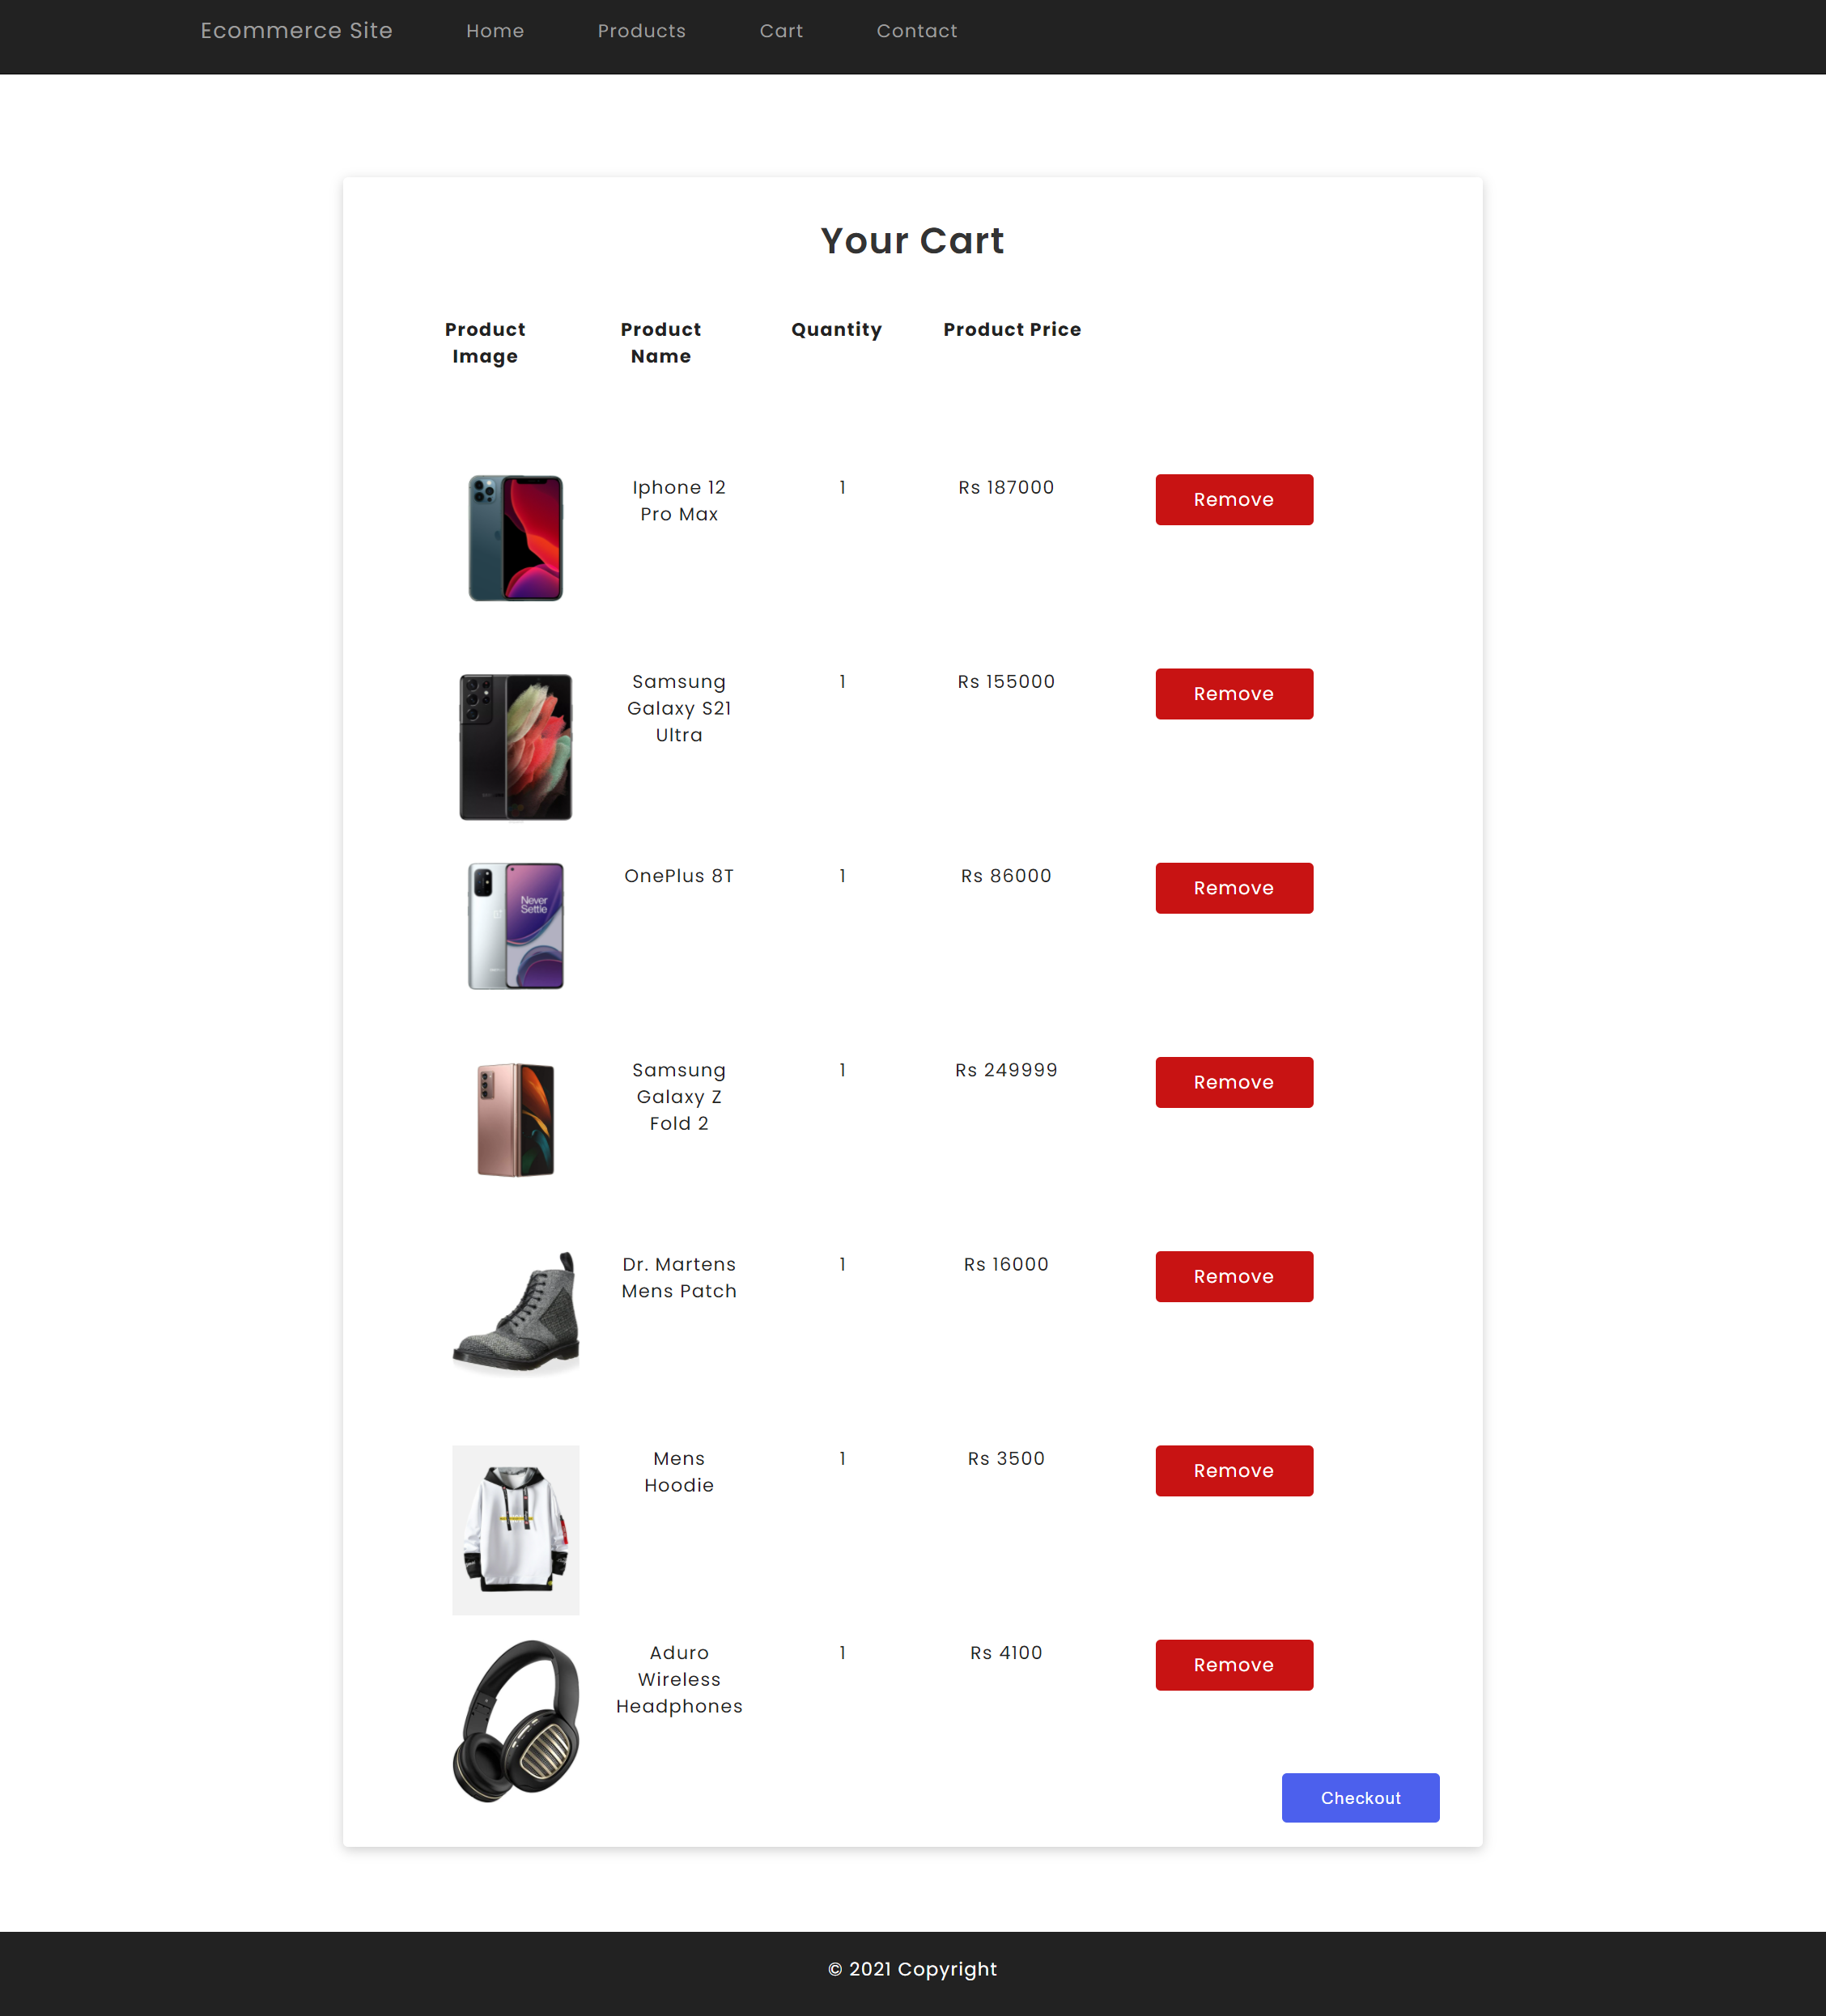 Ecommerce Site Home Products Cart Contact
Your Cart
Product Image Product Name Quantity Product Price
Iphone 12 Pro Max 1 Rs 187000 Remove
Samsung Galaxy S21 Ultra 1 Rs 155000 Remove
Never
Settle
OnePlus 8T 1 Rs 86000 Remove
Samsung Galaxy Z Fold 2 1 Rs 249999 Remove
Dr. Martens Mens Patch 1 Rs 16000 Remove
Mens Hoodie 1 Rs 3500 Remove
Aduro Wireless Headphones 1 Rs 4100 Remove
Checkout
© 2021 Copyright